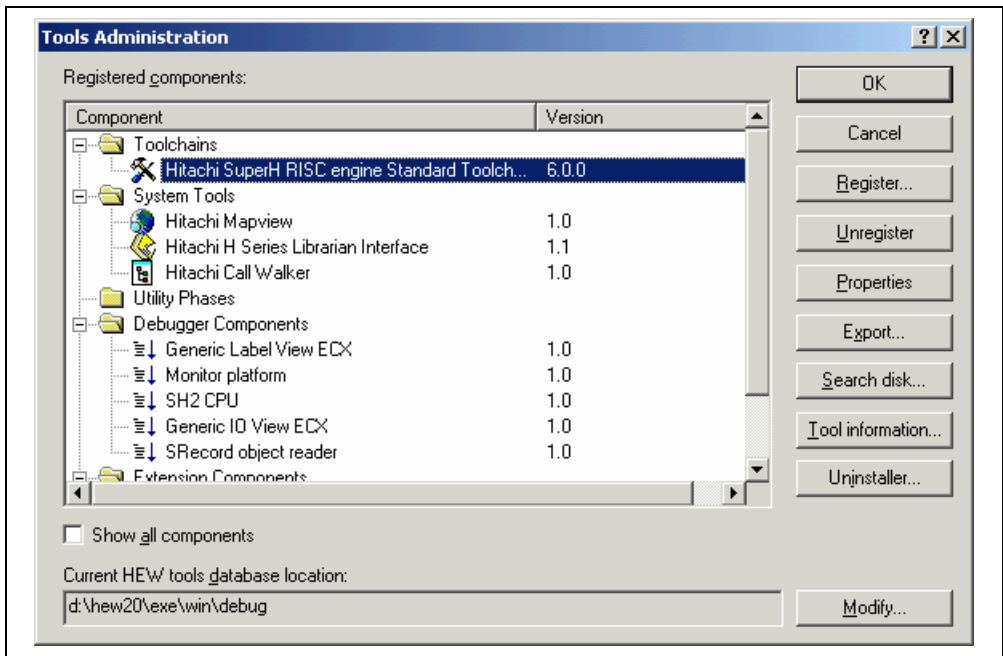 Tools Administration
Registered components:
Component Version
Toolchains
Hitachi SuperH RISC engine Standard Toolch... 6.0.0
System Tools
Hitachi Mapview 1.0
Hitachi H Series Librarian Interface 1.1
Hitachi Call Walker 1.0
Utility Phases
Debugger Components
Generic Label View ECX 1.0
Monitor platform 1.0
SH2 CPU 1.0
Generic IO View ECX 1.0
SRecord object reader 1.0
Extension Components
Show all components
Current HEW tools database location:
d:\hew20\exe\win\debug
OK
Cancel
Register...
Unregister
Properties
Export...
Search disk...
Tool information...
Uninstaller...
Modify...